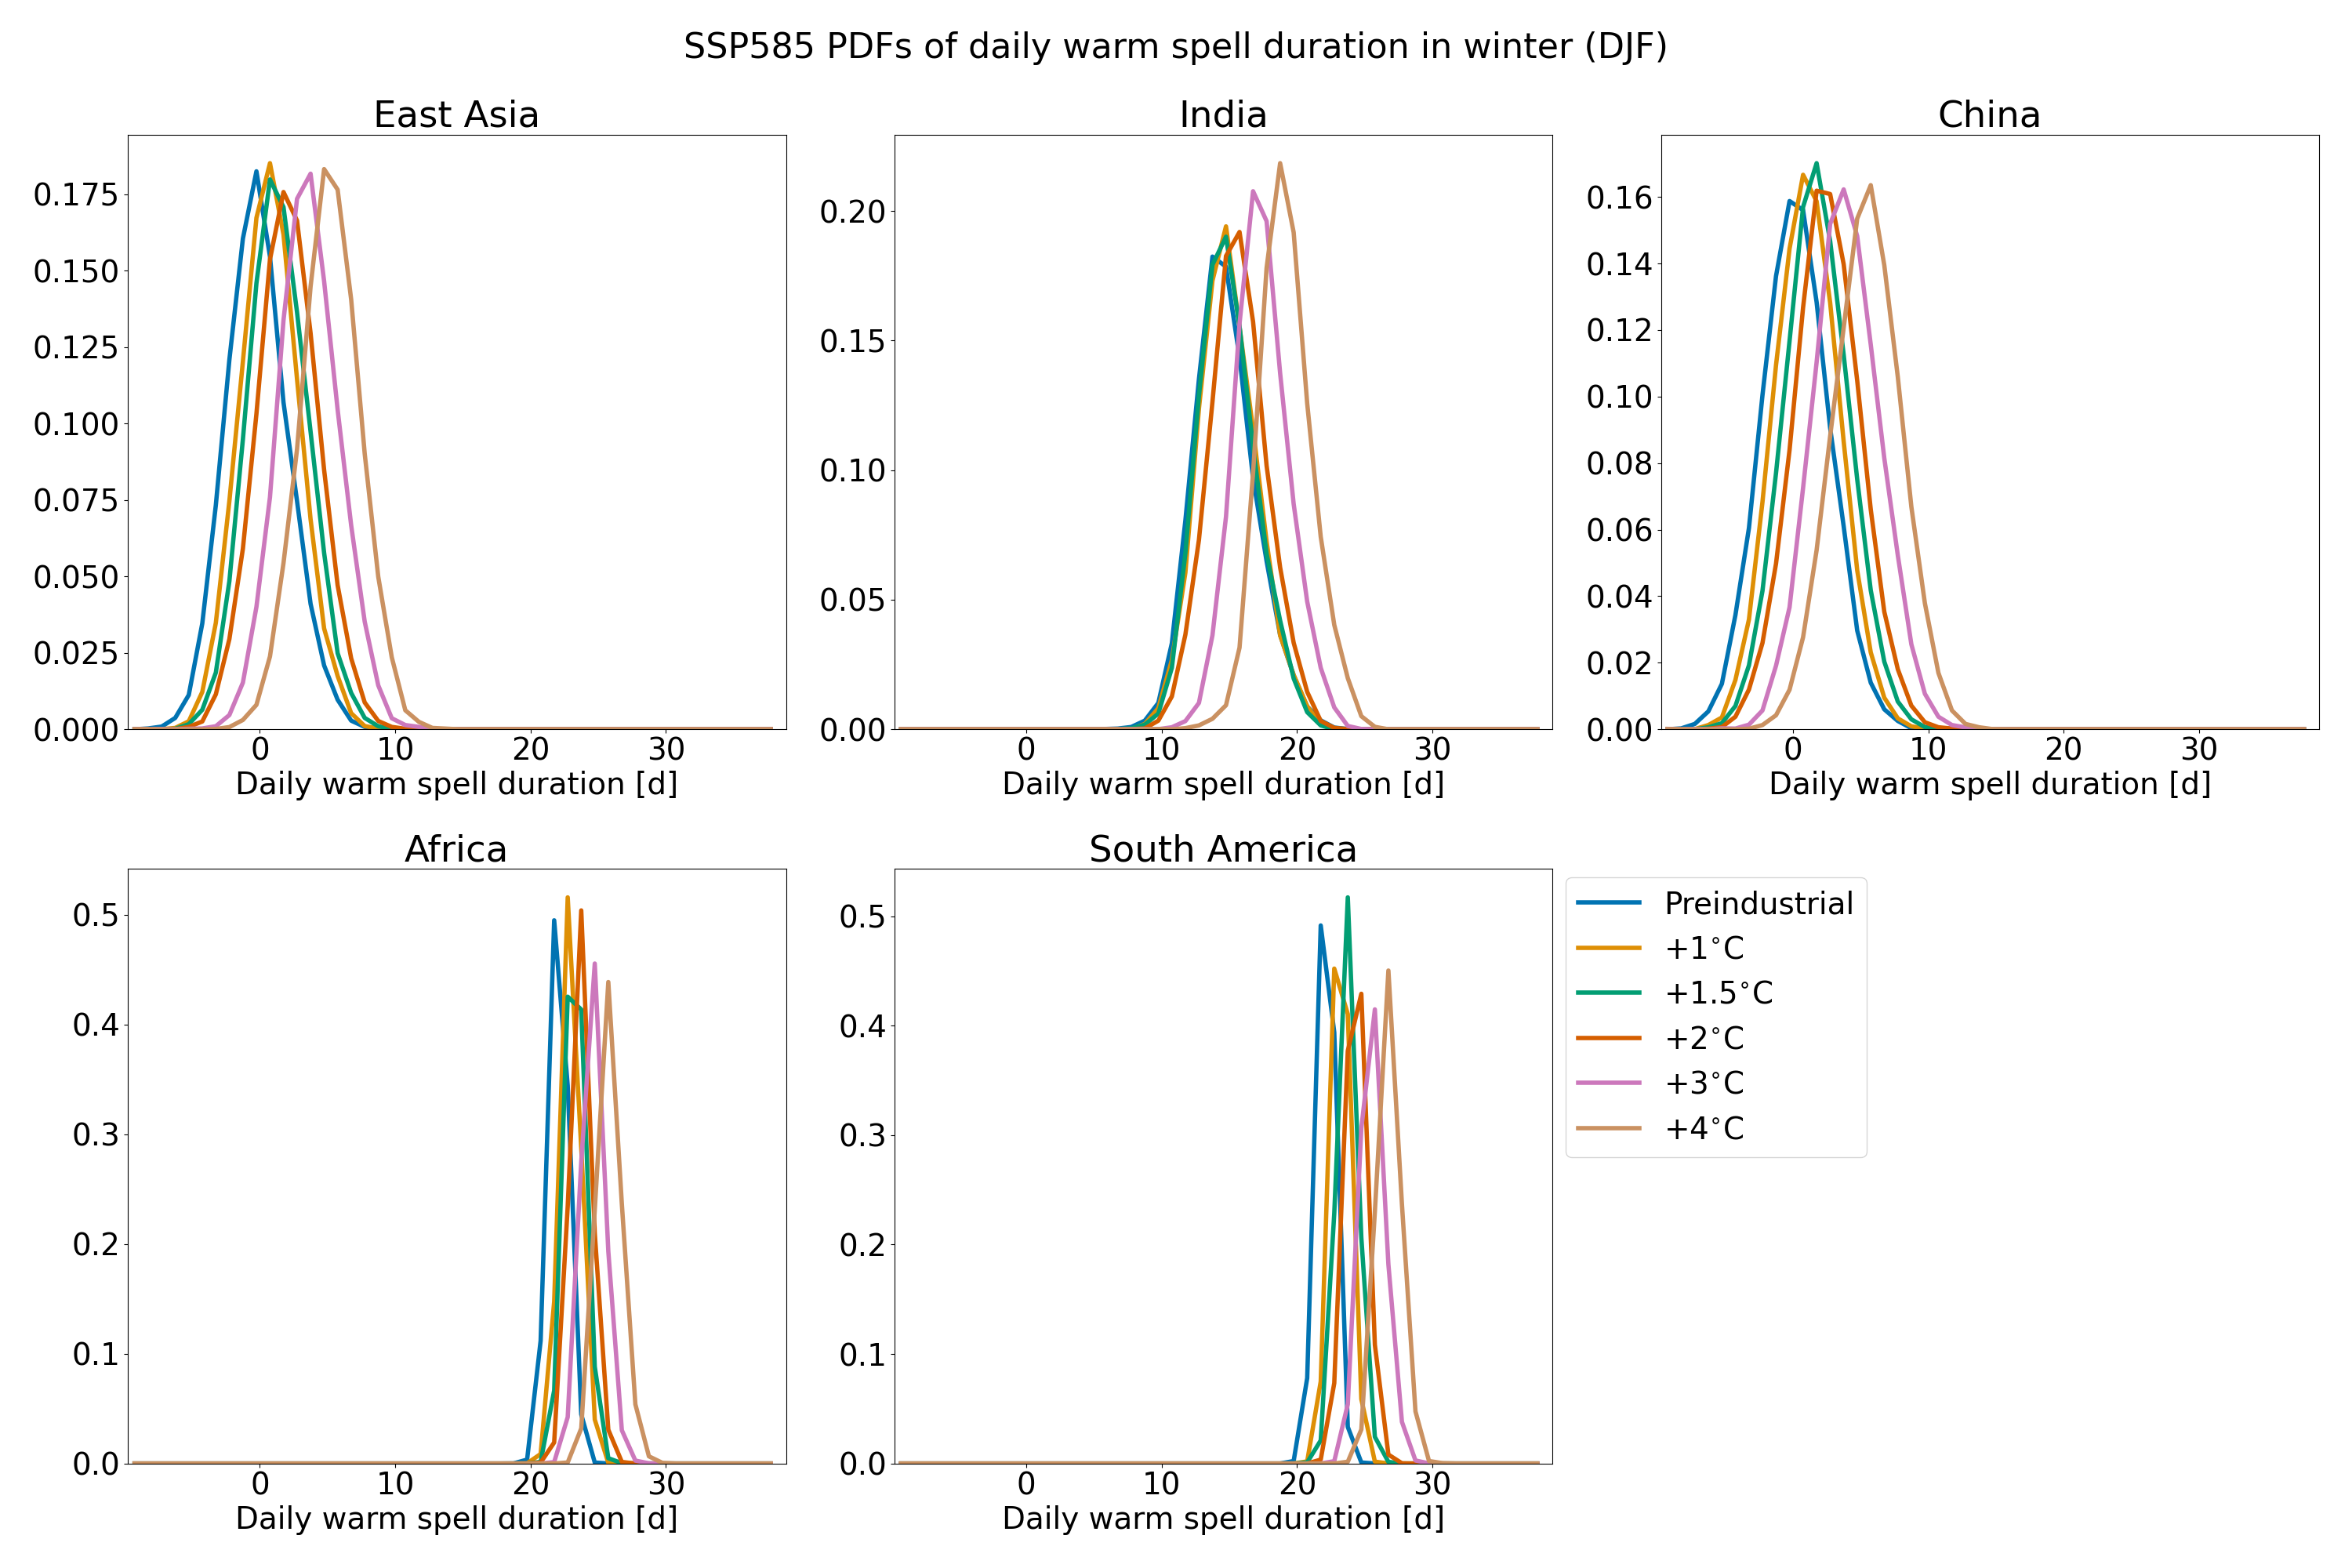 SSP585 PDFs of daily warm spell duration in winter (DJF)
East Asia
0.175
0.150
0.125
0.100
0.075
0.050
0.025
0.000
0 10 20 30
Daily warm spell duration [d]
India
0.20
0.15
0.10
0.05
0.00
0 10 20 30
Daily warm spell duration [d]
China
0.16
0.14
0.12
0.10
0.08
0.06
0.04
0.02
0.00
0 10 20 30
Daily warm spell duration [d]
Africa
0.5
0.4
0.3
0.2
0.1
0.0
0 10 20 30
Daily warm spell duration [d]
South America
0.5
0.4
0.3
0.2
0.1
0.0
0 10 20 30
Daily warm spell duration [d]
Preindustrial
+1°C
+1.5°C
+2°C
+3°C
+4°C